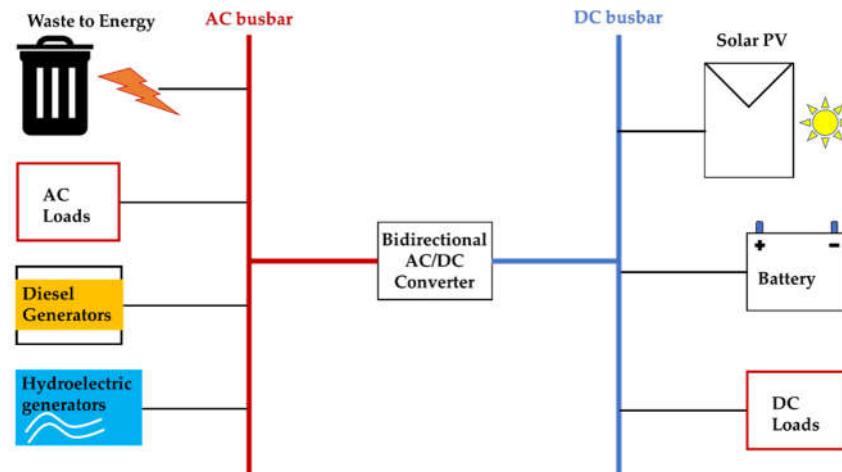 Waste to Energy
AC busbar
DC busbar
Solar PV
AC
Loads
Bidirectional
AC/DC
Converter
+ −
Battery
Diesel
Generators
Hydroelectric
generators
DC
Loads